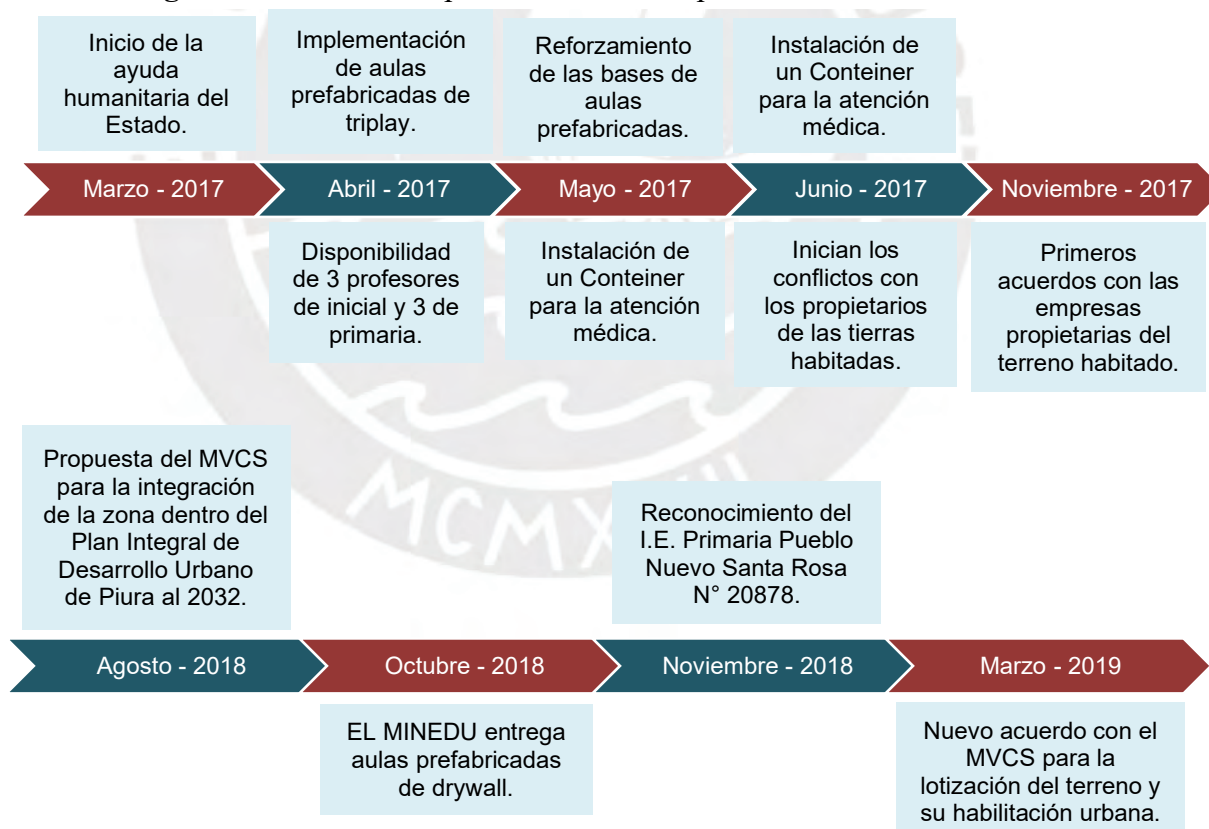 Inicio de la
ayuda
humanitaria del
Estado.
Implementación
de aulas
prefabricadas de
triplay.
Reforzamiento
de las bases de
aulas
prefabricadas.
Instalación de
un Conteiner
para la atención
médica.
Marzo - 2017
Abril - 2017
Mayo - 2017
Junio - 2017
Noviembre - 2017
Disponibilidad
de 3 profesores
de inicial y 3 de
primaria.
Instalación de
un Conteiner
para la atención
médica.
Inician los
conflictos con
los propietarios
de las tierras
habitadas.
Primeros
acuerdos con las
empresas
propietarias del
terreno habitado.
Propuesta del MVCS
para la integración
de la zona dentro del
Plan Integral de
Desarrollo Urbano
de Piura al 2032.
Reconocimiento del
I.E. Primaria Pueblo
Nuevo Santa Rosa
N° 20878.
Agosto - 2018
Octubre - 2018
Noviembre - 2018
Marzo - 2019
EL MINEDU entrega
aulas prefabricadas
de drywall.
Nuevo acuerdo con el
MVCS para la
lotización del terreno y
su habilitación urbana.